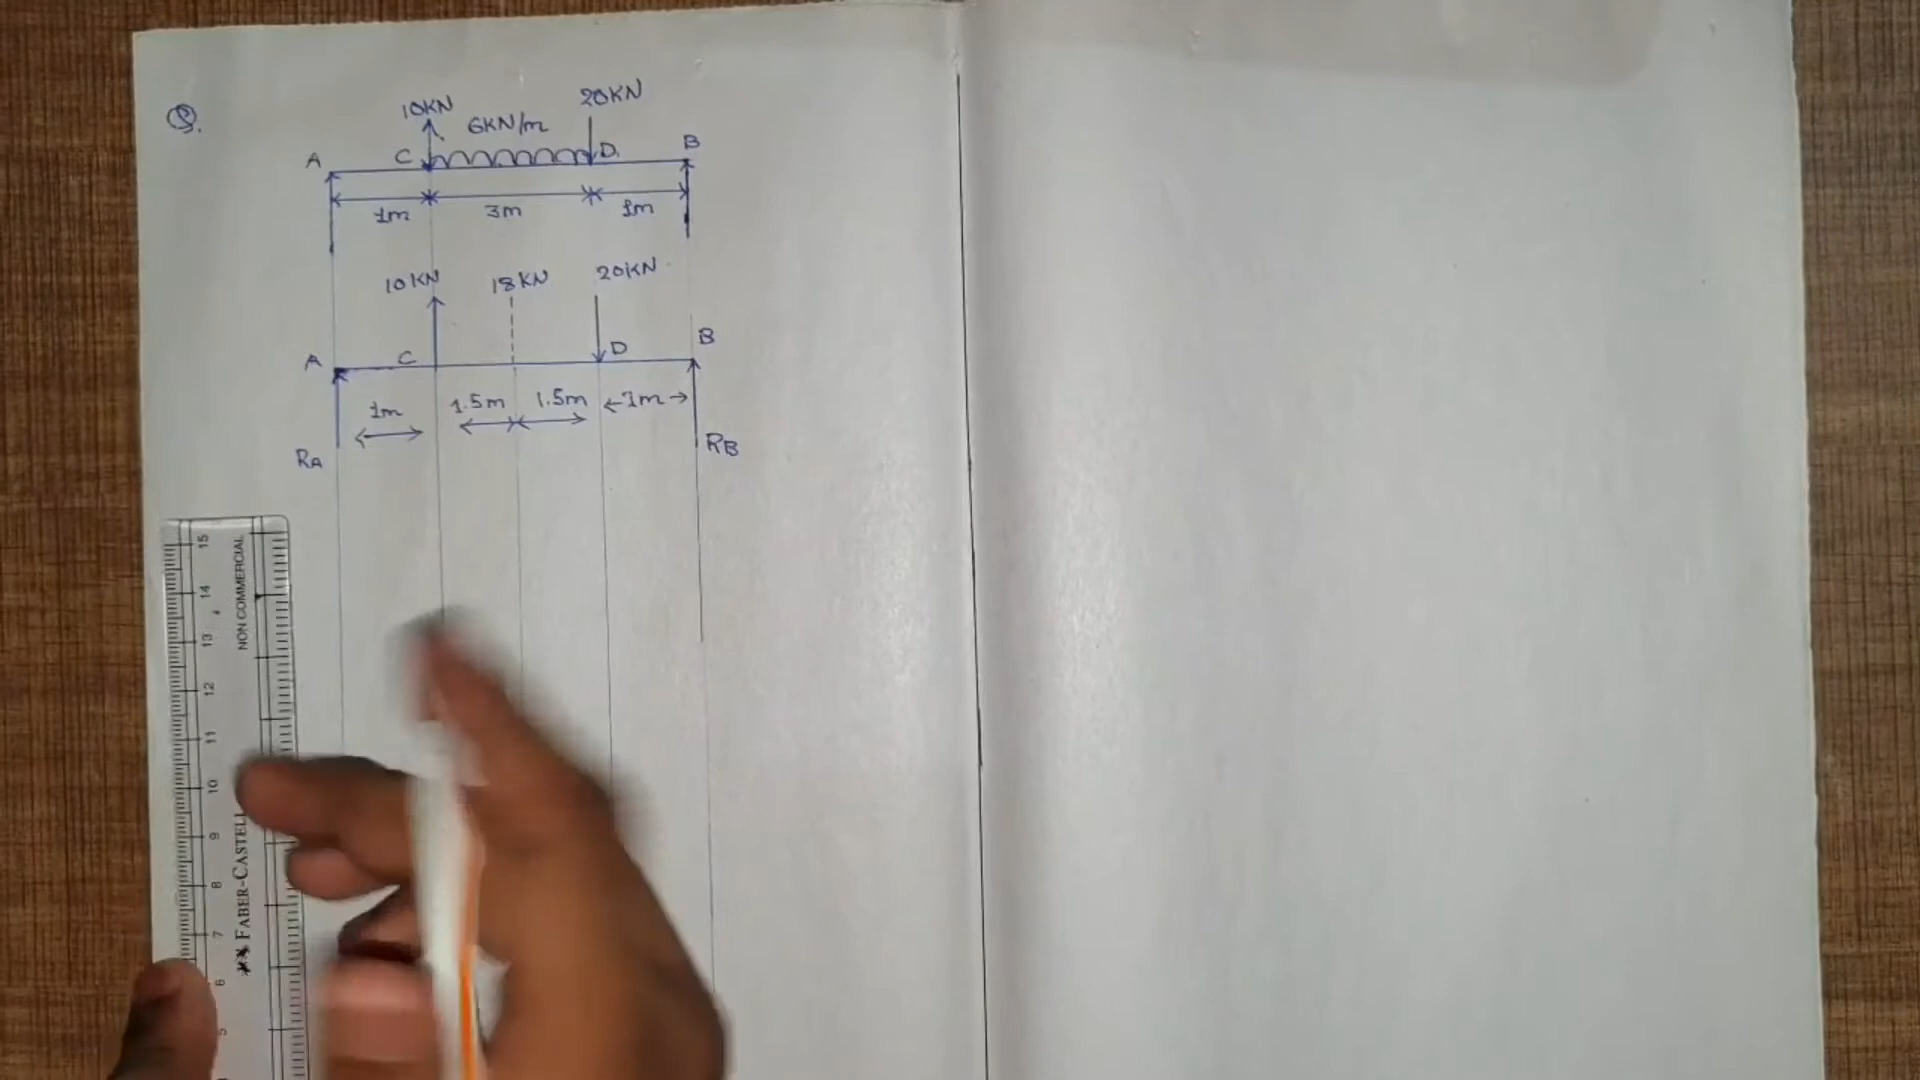 Q.
10KN 6KN/m 20KN
A C D B
1m 3m 1m
10KN 18KN 20KN
A C D B
1m 1.5m 1.5m 1m
RA RB
15 14 13 12 11 10 9 8 7 6 5
NON COMMERCIAL
FABER-CASTELL